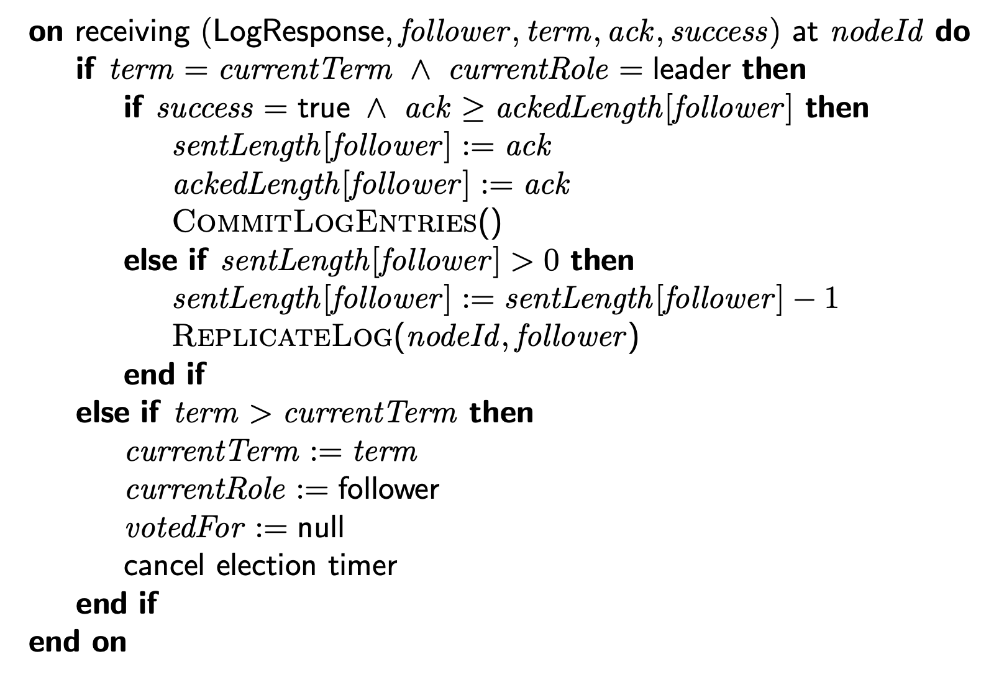 on receiving (LogResponse, follower, term, ack, success) at nodeId do
if term = currentTerm ∧ currentRole = leader then
if success = true ∧ ack ≥ ackedLength[follower] then
sentLength[follower] := ack
ackedLength[follower] := ack
COMMITLOGENTRIES()
else if sentLength[follower] > 0 then
sentLength[follower] := sentLength[follower] − 1
REPLICATELOG(nodeId, follower)
end if
else if term > currentTerm then
currentTerm := term
currentRole := follower
votedFor := null
cancel election timer
end if
end on